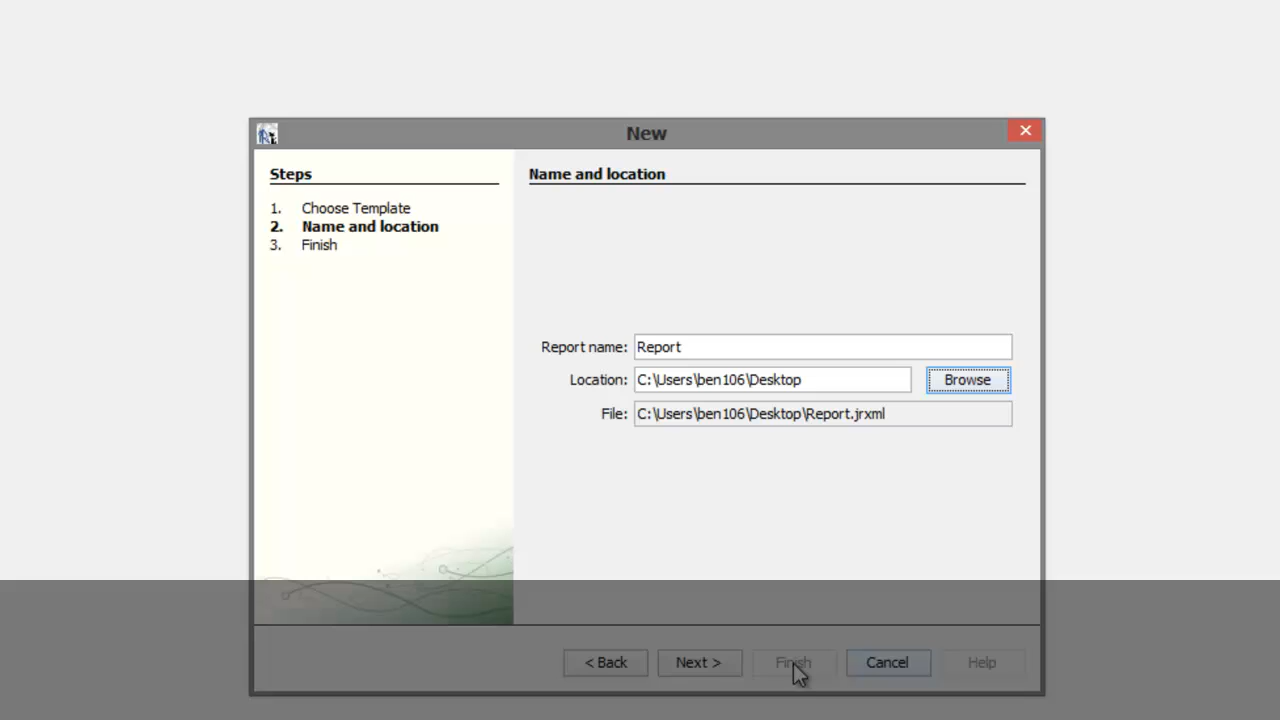 New
Steps
1. Choose Template
2. Name and location
3. Finish
Name and location
Report name: Report
Location: C:\Users\ben106\Desktop Browse
File: C:\Users\ben106\Desktop\Report.jrxml
< Back Next > Finish Cancel Help